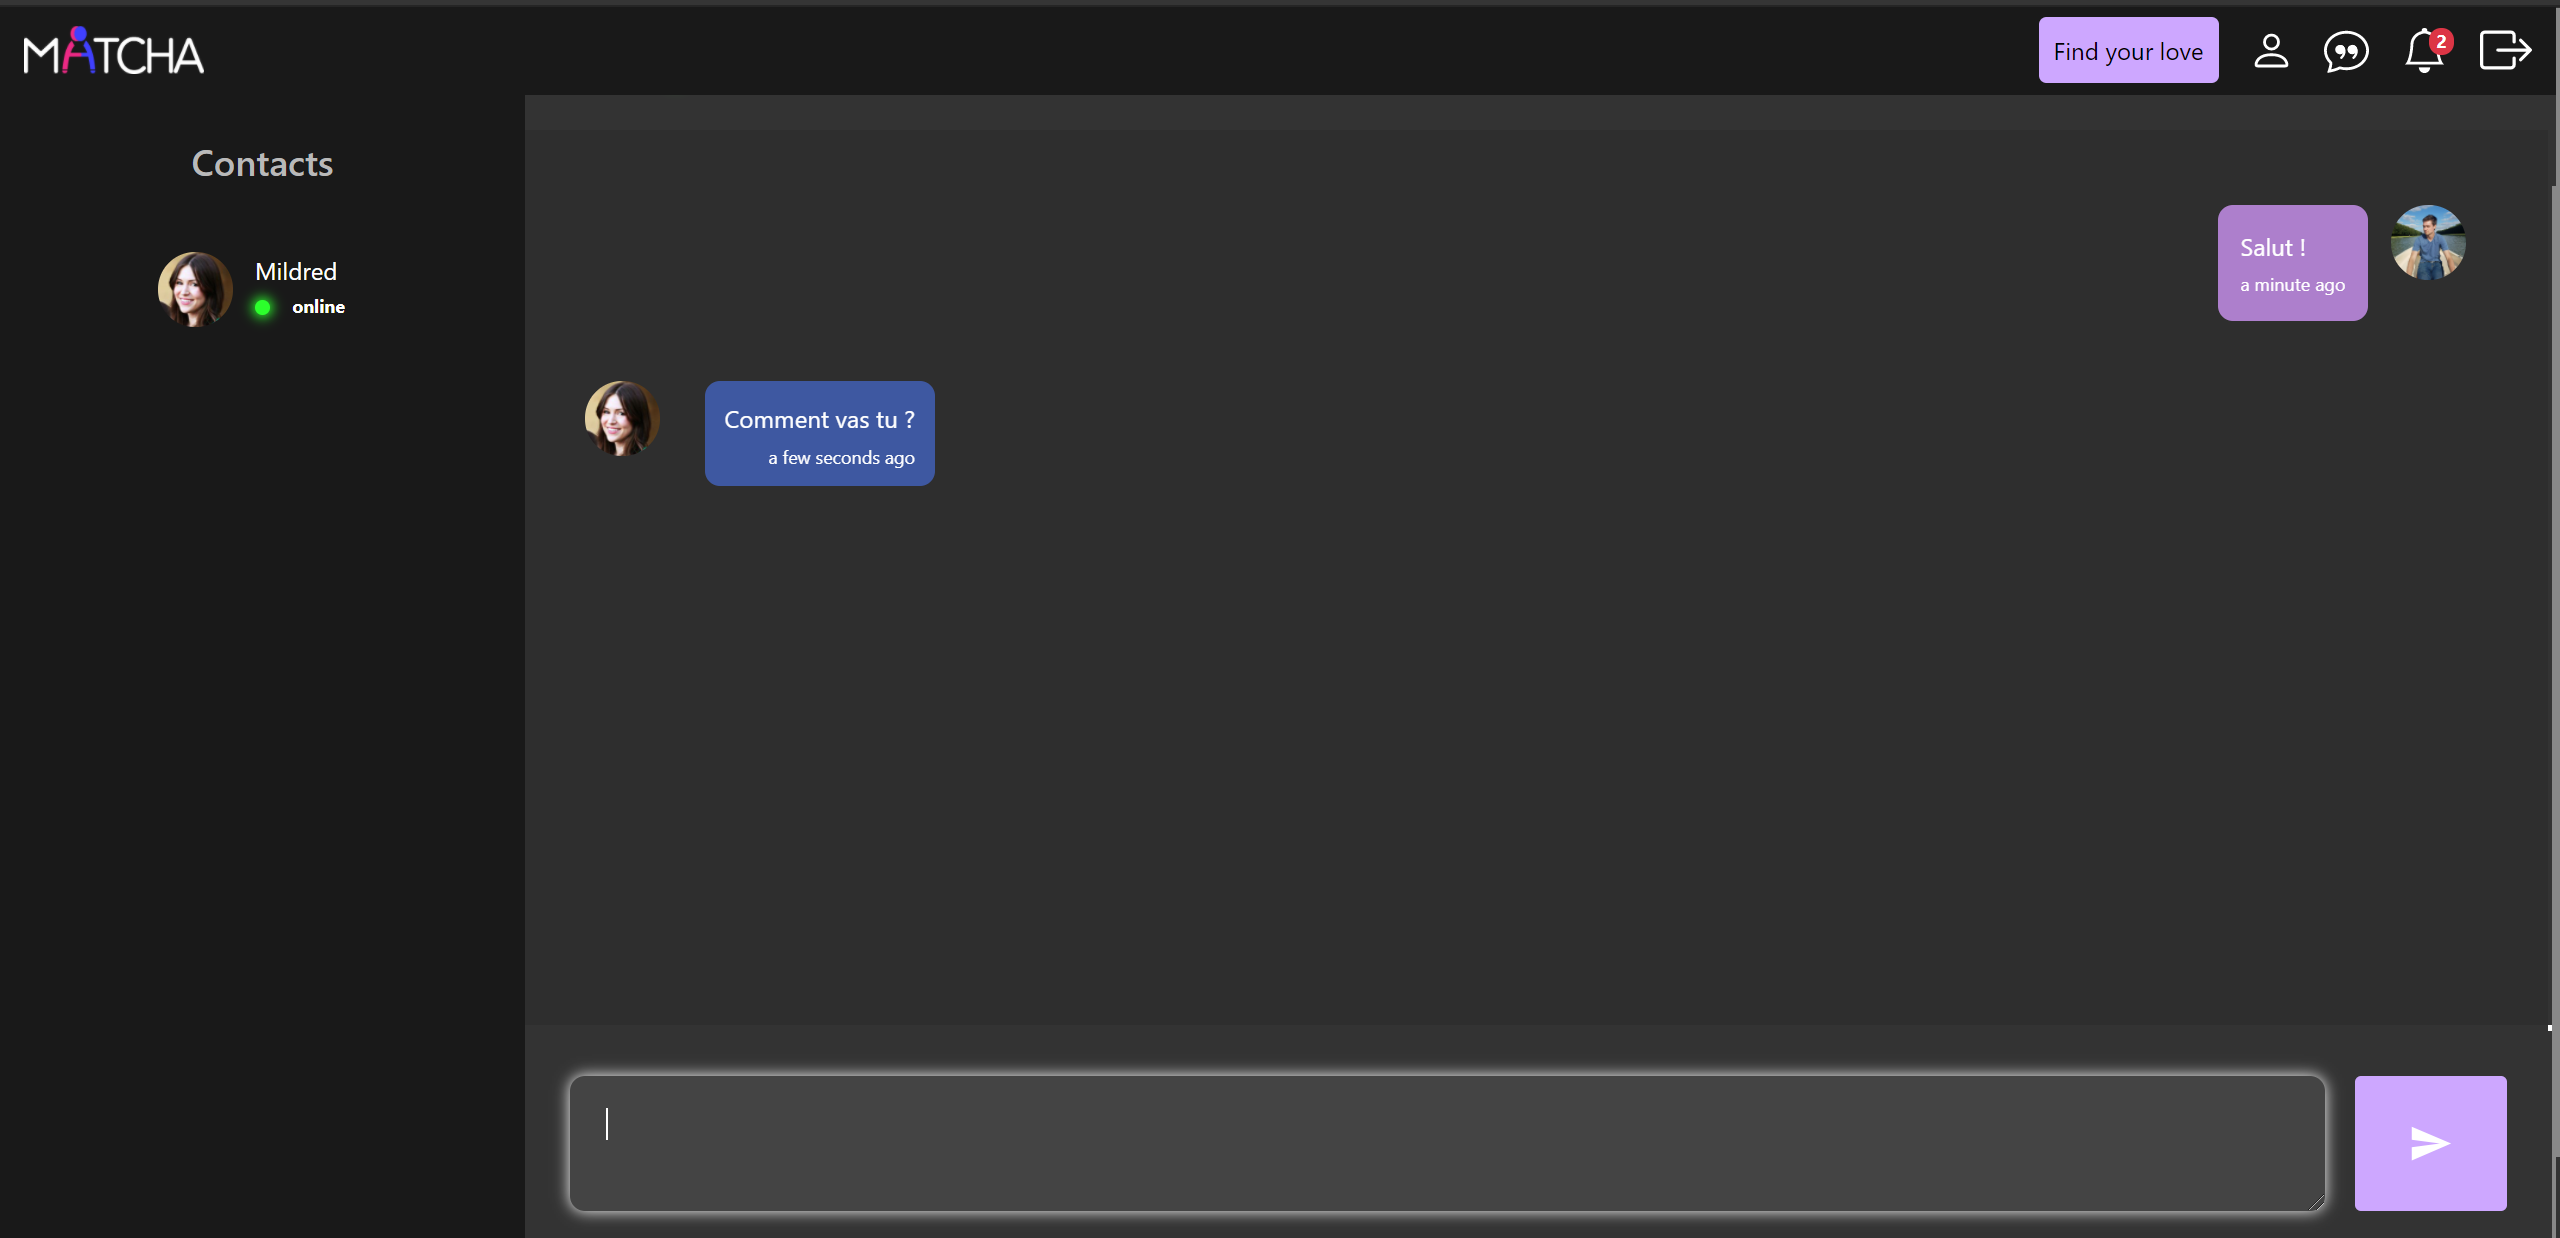 MATCHA
Find your love
2
Contacts
Mildred
online
Salut !
a minute ago
Comment vas tu ?
a few seconds ago